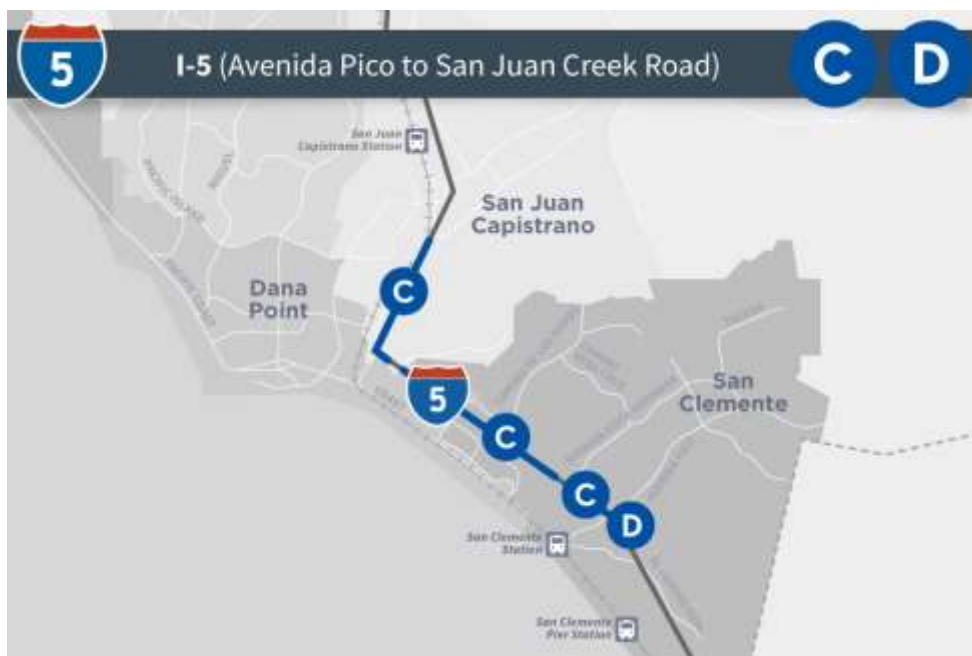 5
I-5 (Avenida Pico to San Juan Creek Road)
C
D
San Juan
Capistrano Station
San Juan
Capistrano
C
Dana
Point
5
San
Clemente
C
C
D
San Clemente
Station
San Clemente
Pier Station